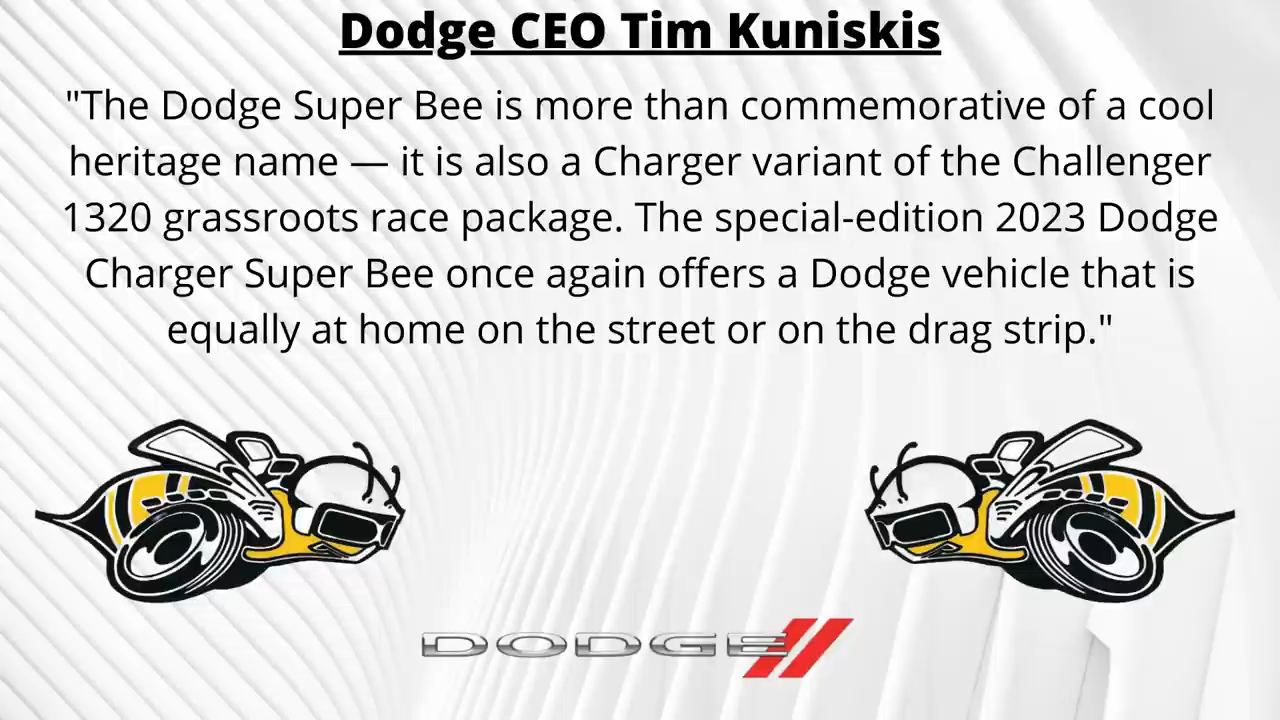 Dodge CEO Tim Kuniskis
"The Dodge Super Bee is more than commemorative of a cool
heritage name — it is also a Charger variant of the Challenger
1320 grassroots race package. The special-edition 2023 Dodge
Charger Super Bee once again offers a Dodge vehicle that is
equally at home on the street or on the drag strip."
DODGE